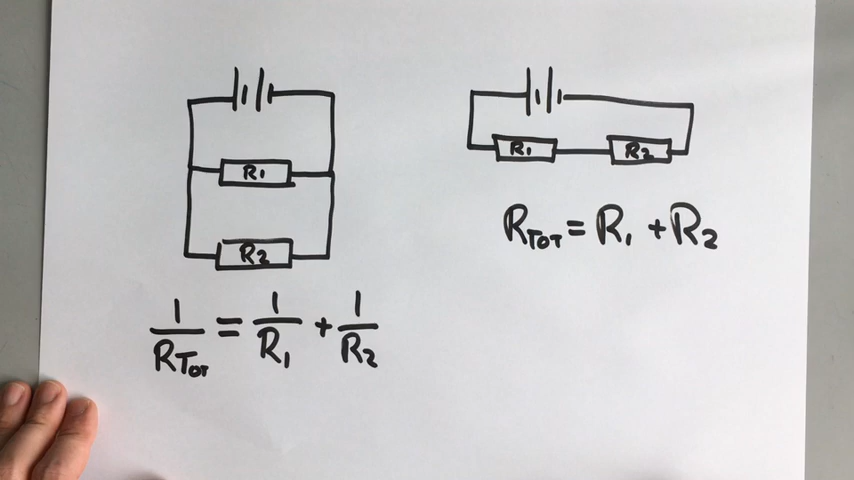 R1
R2
1/RTOT = 1/R1 + 1/R2
R1 R2
RTOT = R1 + R2